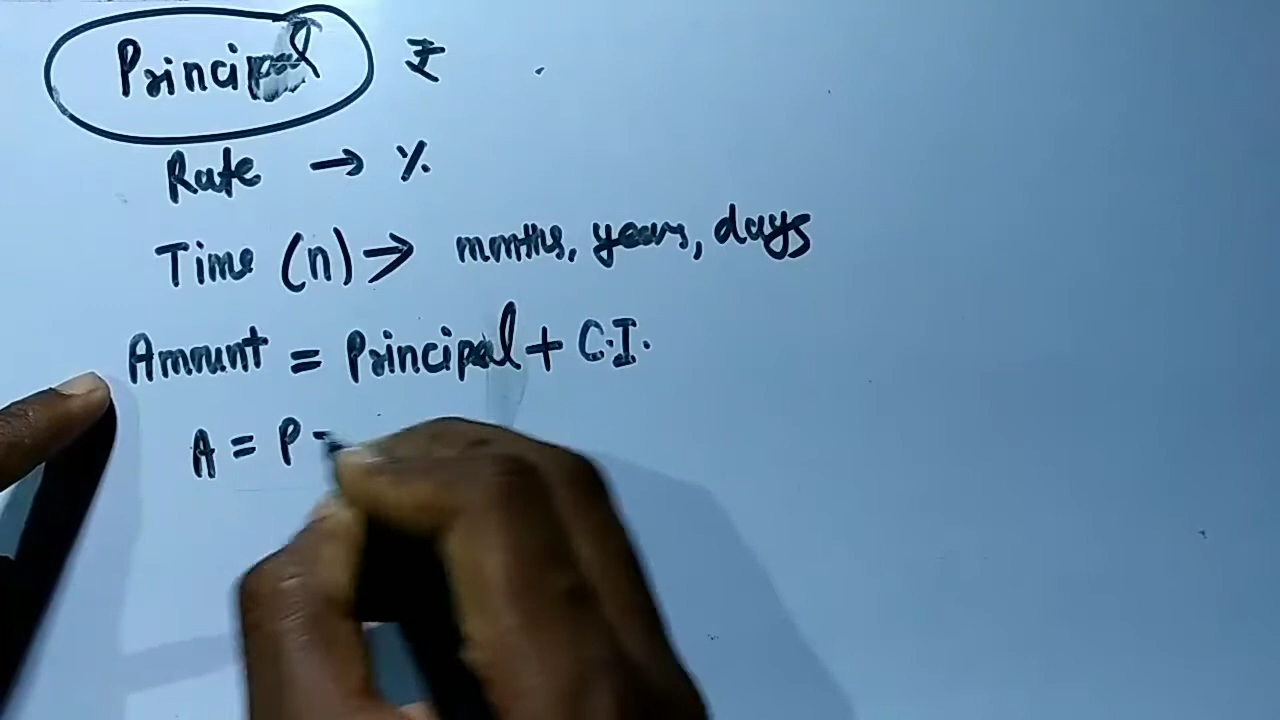 Principal ₹
Rate → %
Time (n) → months, years, days
Amount = Principal + C.I.
A = P